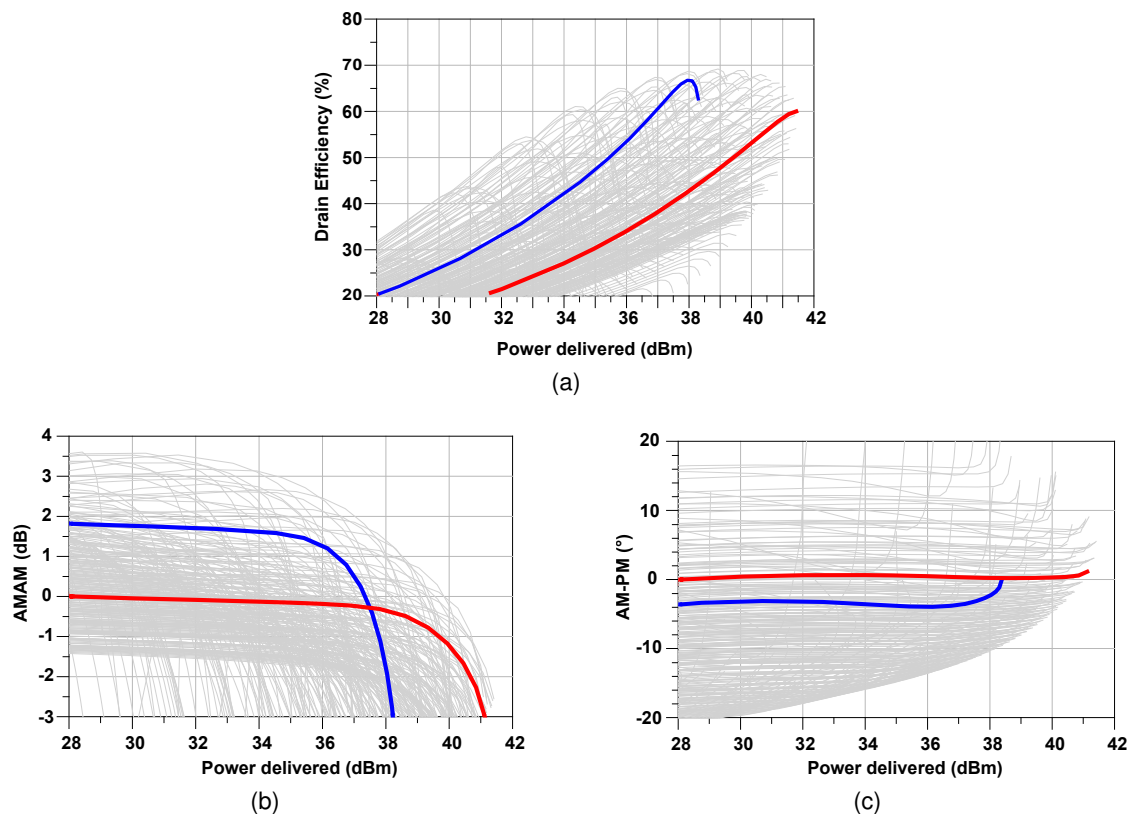 80
70
60
50
40
30
20
Drain Efficiency (%)
28 30 32 34 36 38 40 42
Power delivered (dBm)
(a)
4
3
2
1
0
-1
-2
-3
AMAM (dB)
28 30 32 34 36 38 40 42
Power delivered (dBm)
(b)
20
10
0
-10
-20
AM-PM (°)
28 30 32 34 36 38 40 42
Power delivered (dBm)
(c)